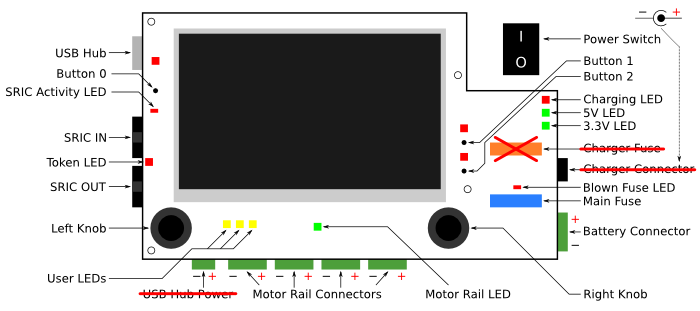 − +
I
O
USB Hub
Power Switch
Button 1
Button 0
Button 2
SRIC Activity LED
Charging LED
5V LED
3.3V LED
SRIC IN
Charger Fuse
Token LED
Charger Connector
SRIC OUT
Blown Fuse LED
Main Fuse
+
Left Knob
Battery Connector
−
User LEDs
− + − + − + − + − +
USB Hub Power
Motor Rail Connectors
Motor Rail LED
Right Knob